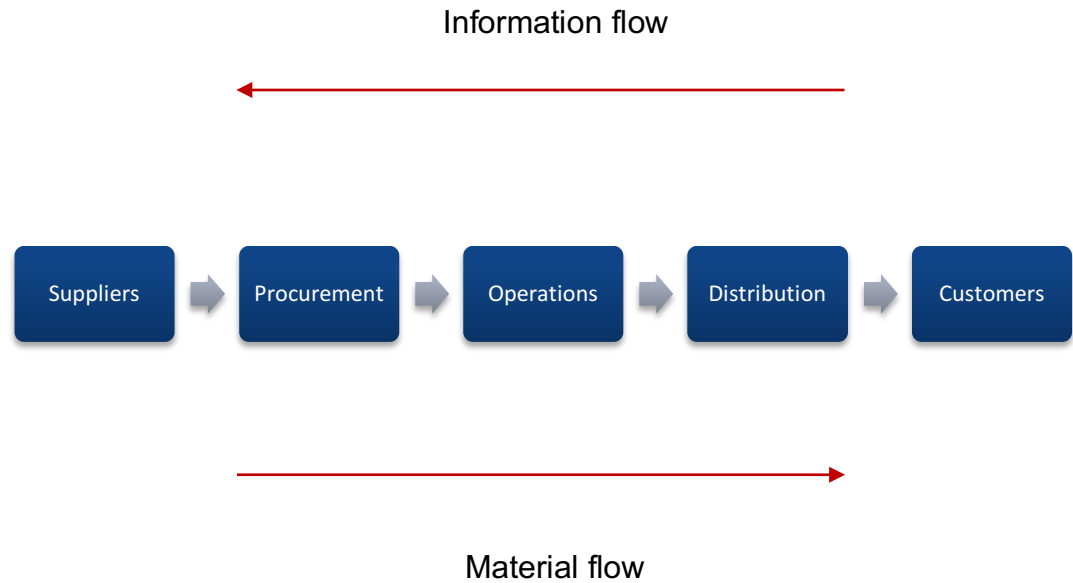 Information flow
Suppliers
Procurement
Operations
Distribution
Customers
Material flow